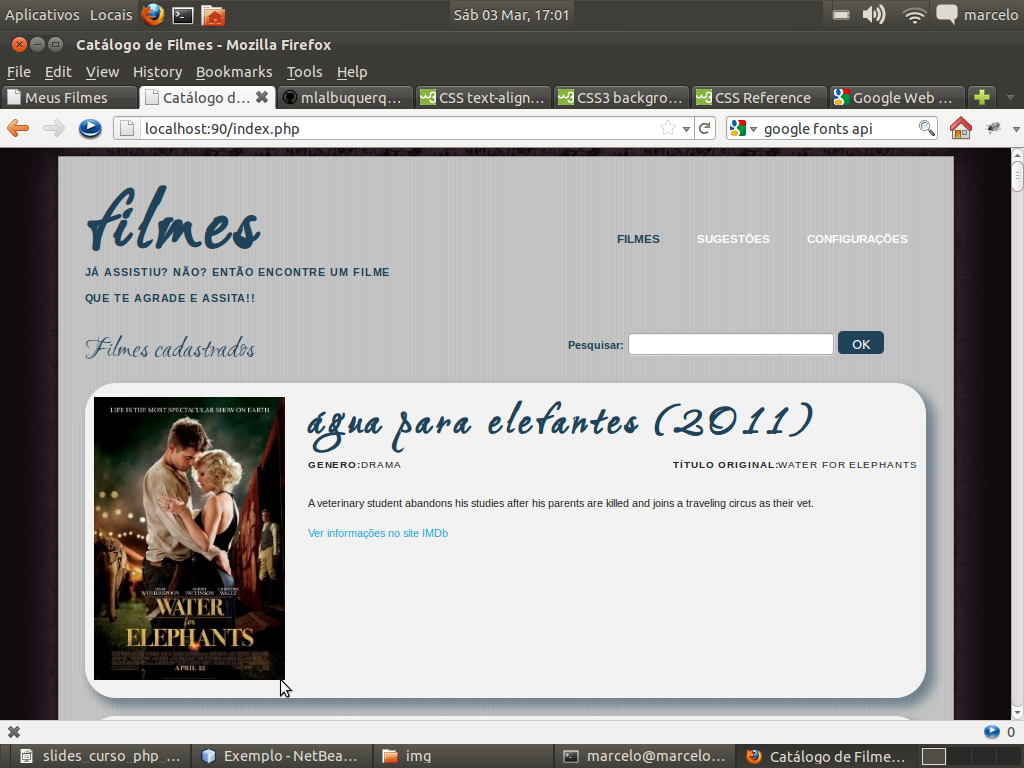 Aplicativos Locais Sáb 03 Mar, 17:01 marcelo
Catálogo de Filmes - Mozilla Firefox
File Edit View History Bookmarks Tools Help
Meus Filmes Catálogo d... mlalbuquerq... CSS text-align... CSS3 backgro... CSS Reference Google Web ...
localhost:90/index.php google fonts api
filmes
FILMES SUGESTÕES CONFIGURAÇÕES
JÁ ASSISTIU? NÃO? ENTÃO ENCONTRE UM FILME
QUE TE AGRADE E ASSITA!!
Filmes cadastrados
Pesquisar: OK
LIFE IS THE MOST SPECTACULAR SHOW ON EARTH
água para elefantes (2011)
GENERO:DRAMA TÍTULO ORIGINAL:WATER FOR ELEPHANTS
A veterinary student abandons his studies after his parents are killed and joins a traveling circus as their vet.
Ver informações no site IMDb
WITHERSPOON PATTINSON WALTZ
WATER
for
ELEPHANTS
APRIL 22
0
slides_curso_php_... Exemplo - NetBea... img marcelo@marcelo... Catálogo de Filme...